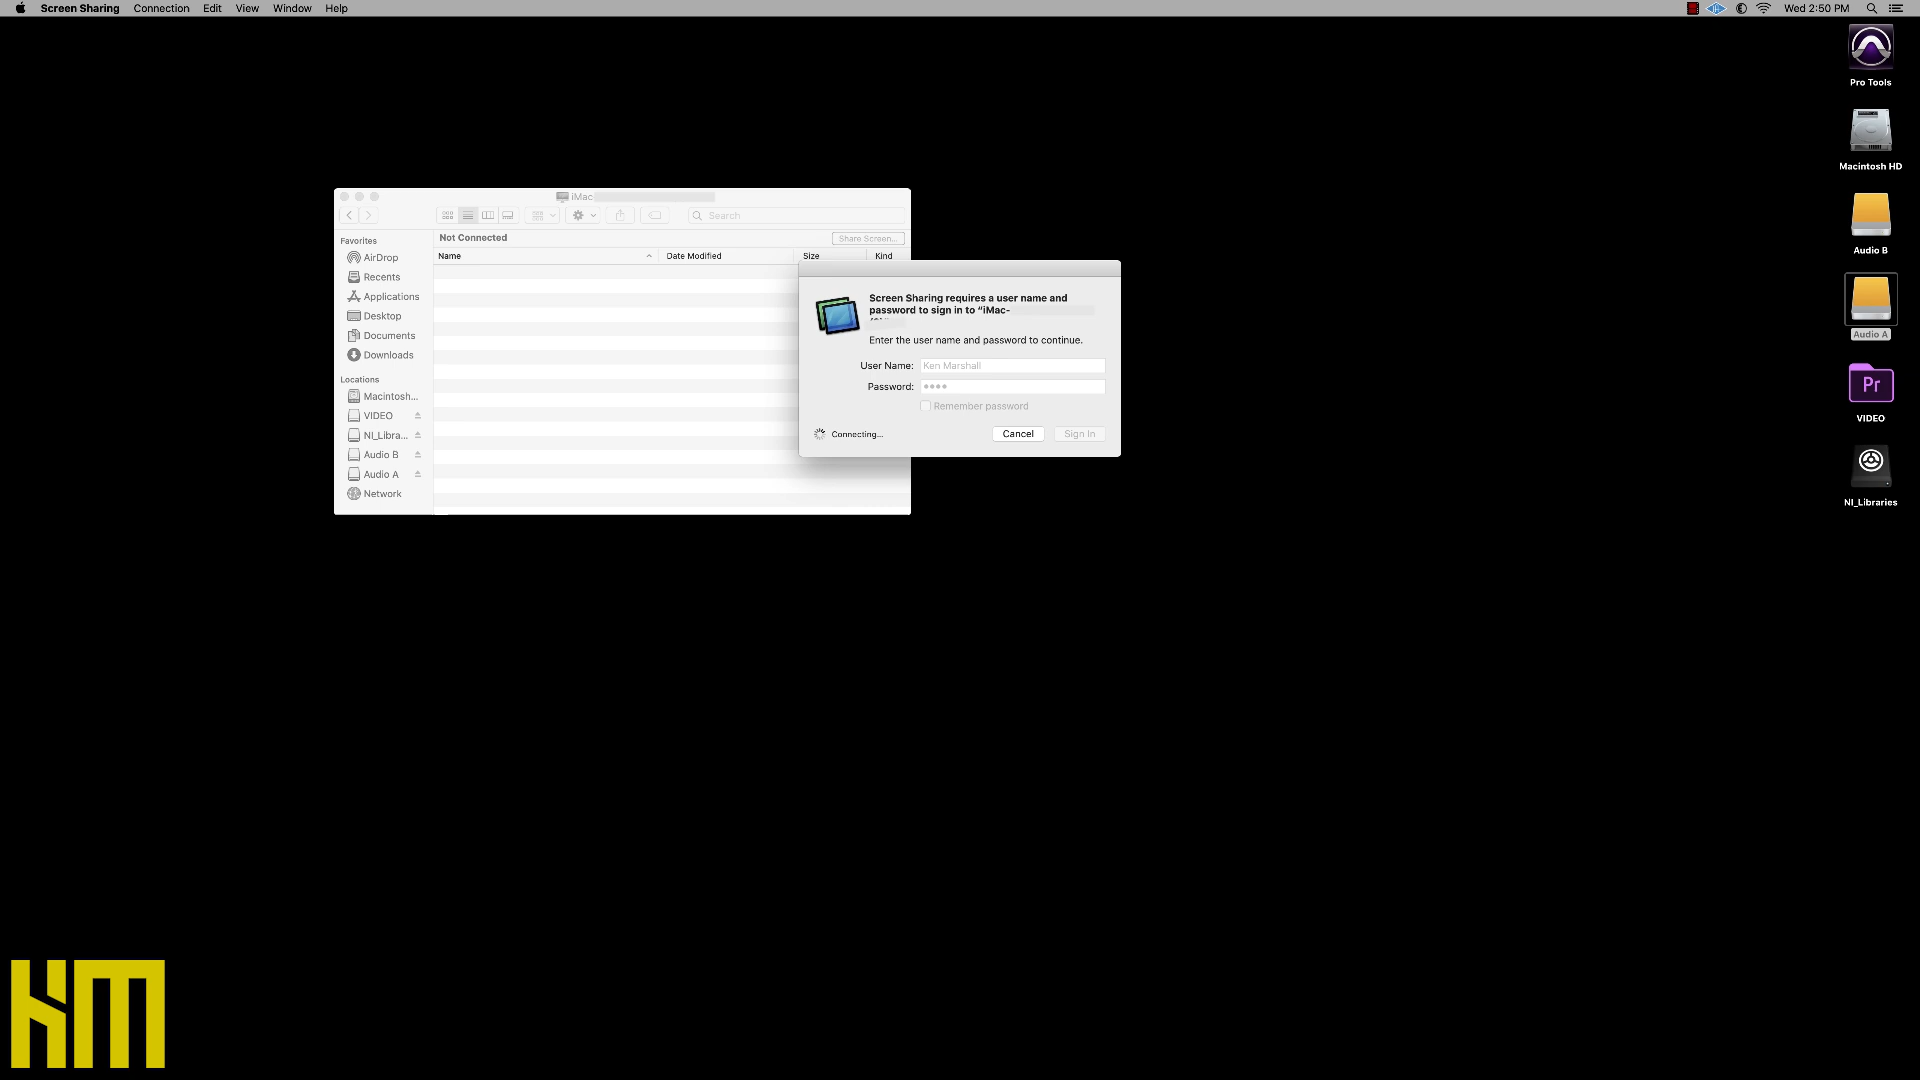 Screen Sharing Connection Edit View Window Help
Wed 2:50 PM
Pro Tools
Macintosh HD
Audio B
Audio A
Pr
VIDEO
NI_Libraries
iMac
Search
Not Connected
Share Screen...
Name Date Modified Size Kind
Favorites
AirDrop
Recents
Applications
Desktop
Documents
Downloads
Locations
Macintosh...
VIDEO
NI_Libra...
Audio B
Audio A
Network
Screen Sharing requires a user name and
password to sign in to “iMac-
Enter the user name and password to continue.
User Name: Ken Marshall
Password: ••••
Remember password
Connecting...
Cancel
Sign In
KM